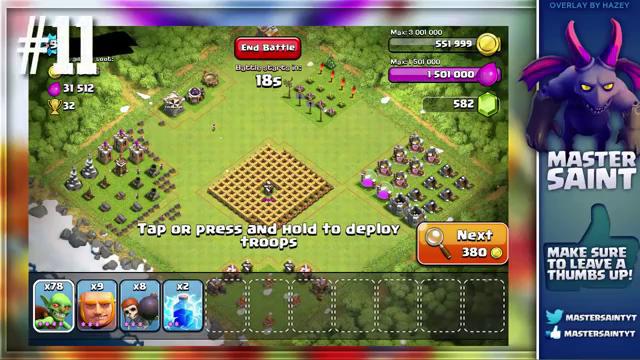 #11
End Battle
Battle starts in:
18s
31 512
32
Max: 3 001 000
551 999
Max: 1 501 000
1 501 000
582
Tap or press and hold to deploy
troops
Next
380
x78
x9
x8
x2
OVERLAY BY HAZEY
MASTER
SAINT
MAKE SURE
TO LEAVE A
THUMBS UP!
MASTERSAINTYT
MASTERSAINTYT